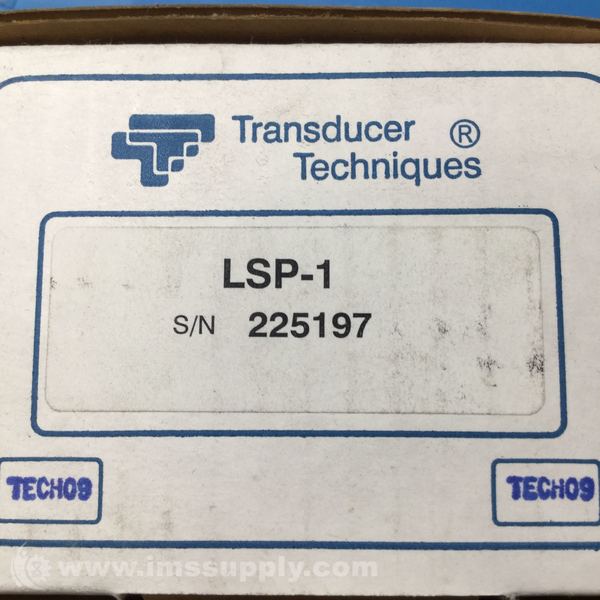 Transducer ®
Techniques
LSP-1
S/N 225197
TECH09 TECH09
www.imssupply.com